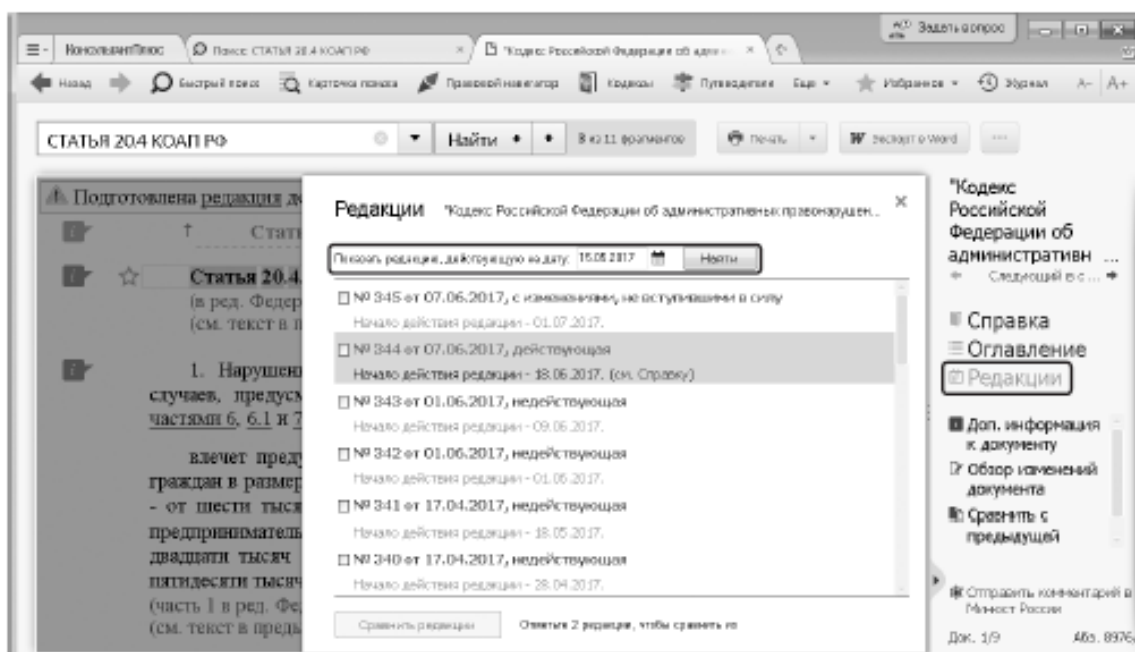 Задать вопрос
КонсультантПлюс
Поиск: СТАТЬЯ 20.4 КОАП РФ
"Кодекс Российской Федерации об адми
Назад
Быстрый поиск
Карточка поиска
Правовой навигатор
Кодексы
Путеводители
Еще
Избранное
Журнал
А-
А+
СТАТЬЯ 20.4 КОАП РФ
Найти
8 из 11 фрагментов
Печать
Экспорт в Word
Подготовлена редакция до
Редакции "Кодекс Российской Федерации об административных правонарушен...
Показать редакцию, действующую на дату: 15.05.2017 Найти
№ 345 от 07.06.2017, с изменениями, не вступившими в силу
Начало действия редакции - 01.07.2017.
№ 344 от 07.06.2017, действующая
Начало действия редакции - 18.06.2017. (см. Справку)
№ 343 от 01.06.2017, недействующая
Начало действия редакции - 09.06.2017.
№ 342 от 01.06.2017, недействующая
Начало действия редакции - 01.06.2017.
№ 341 от 17.04.2017, недействующая
Начало действия редакции - 18.05.2017.
№ 340 от 17.04.2017, недействующая
Начало действия редакции - 28.04.2017.
Сравнить редакции
Отметьте 2 редакции, чтобы сравнить их
↑ Стать
Статья 20.4.
(в ред. Федер
(см. текст в п
1. Нарушени
случаев, предусм
частями 6, 6.1 и 7
влечет преду
граждан в размер
- от шести тыся
предприниматель
двадцати тысяч
пятидесяти тысяч
(часть 1 в ред. Фе
(см. текст в преды
"Кодекс
Российской
Федерации об
административн ...
Следующий в с ...
Справка
Оглавление
Редакции
Доп. информация
к документу
Обзор изменений
документа
Сравнить с
предыдущей
Отправить комментарий в
Минюст России
Док. 1/9
Абз. 8976